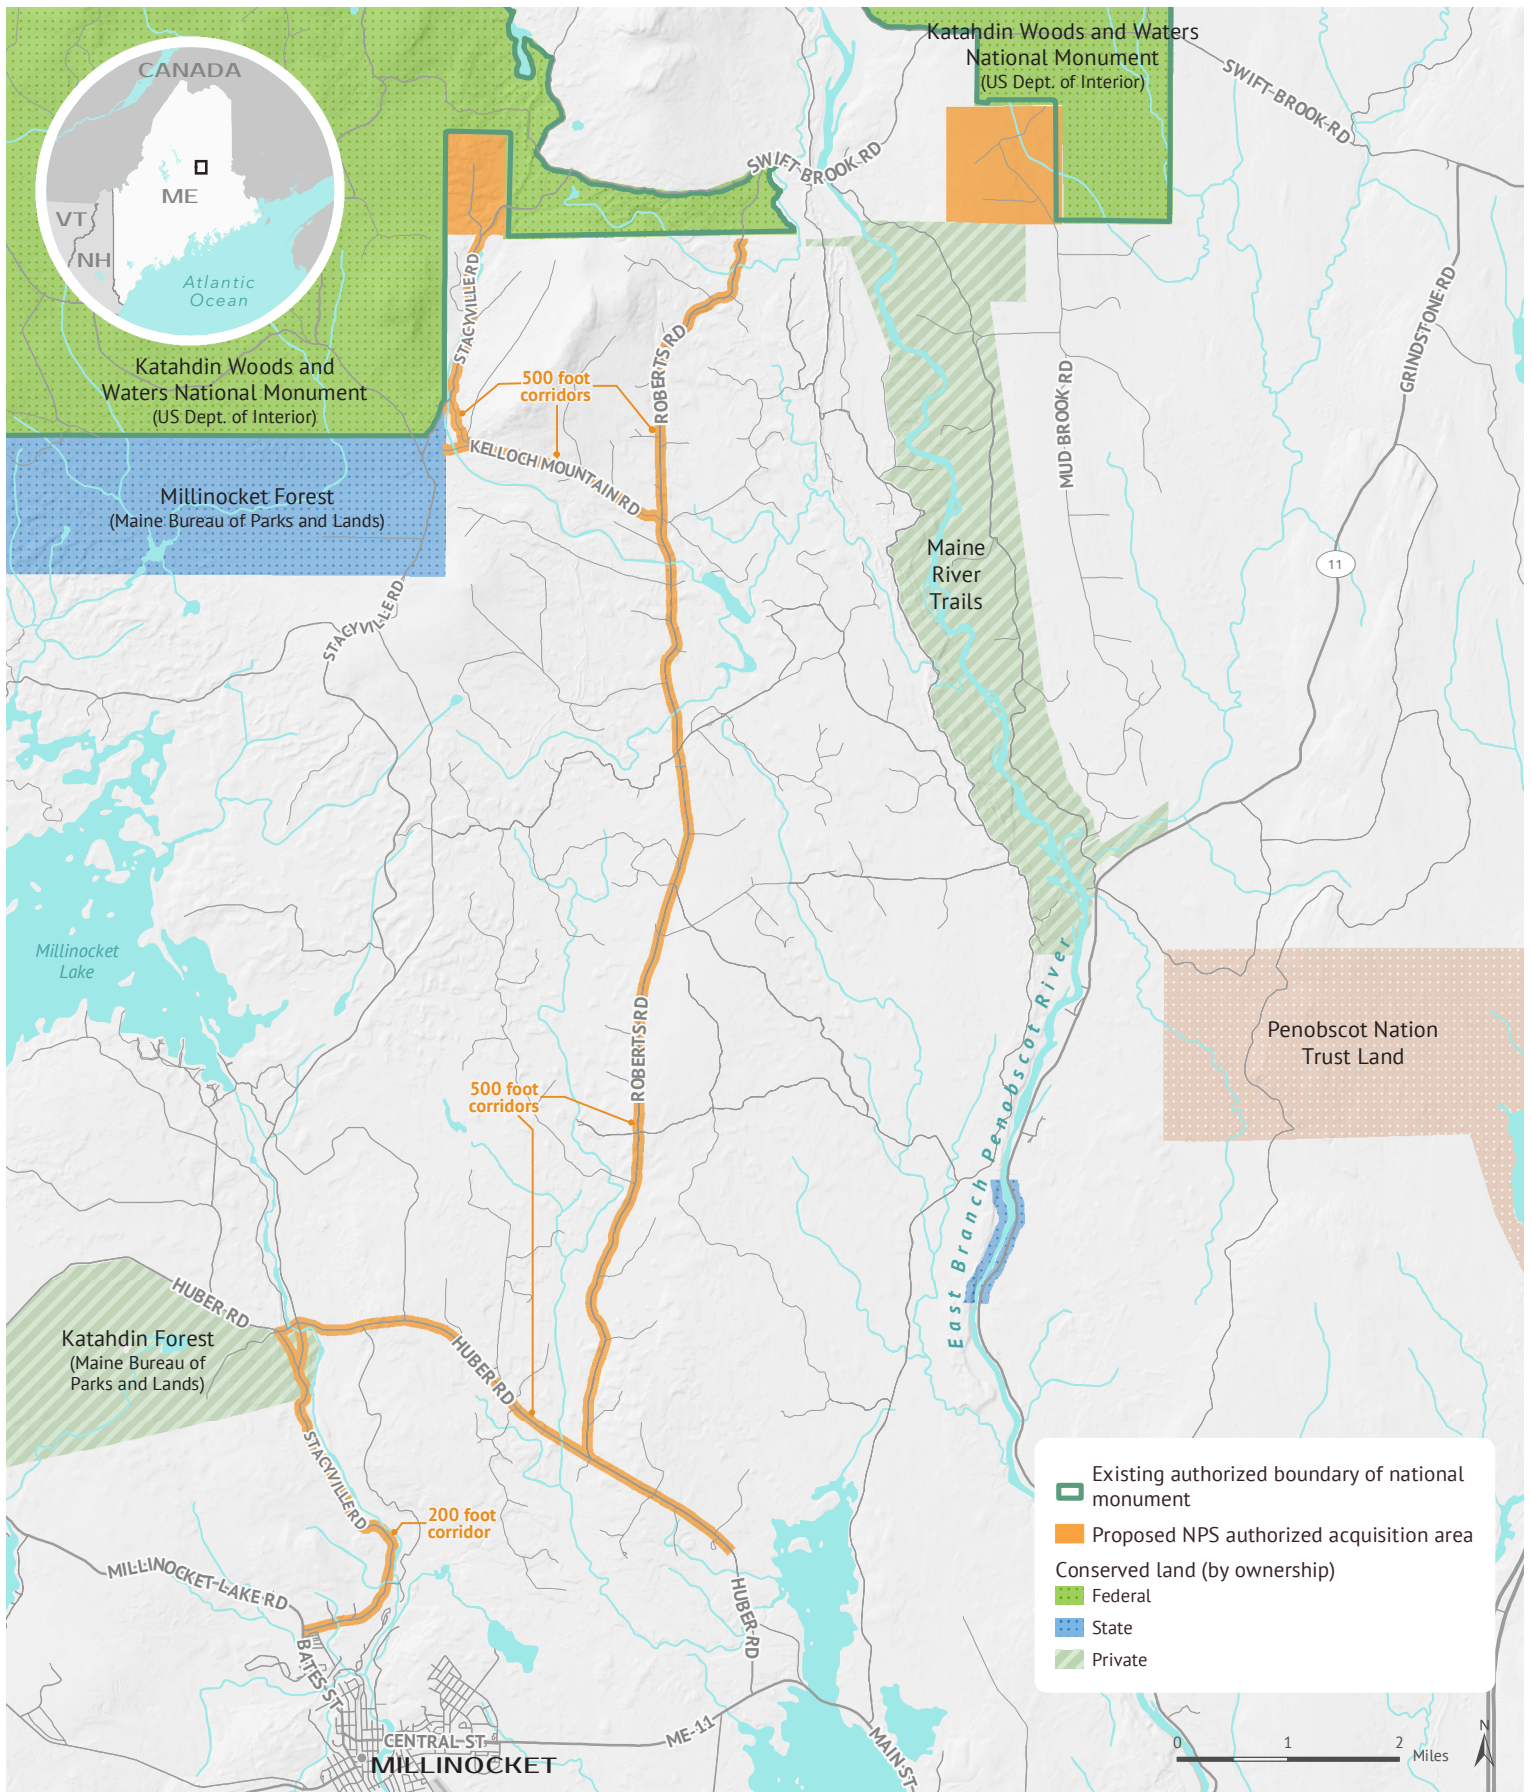 Katahdin Woods and Waters
National Monument
(US Dept. of Interior)
SWIFT-BROOK-RD
CANADA
ME
VT
NH
Atlantic
Ocean
SWIFT-BROOK-RD
Katahdin Woods and
Waters National Monument
(US Dept. of Interior)
STACYVILLE RD
500 foot
corridors
ROBERTS RD
GRINDSTONE RD
MUD BROOK RD
KELLOCH MOUNTAIN RD
Millinocket Forest
(Maine Bureau of Parks and Lands)
Maine
River
Trails
11
STACYVILLE RD
Millinocket
Lake
East Branch Penobscot River
Penobscot Nation
Trust Land
ROBERTS RD
500 foot
corridors
HUBER RD
Katahdin Forest
(Maine Bureau of
Parks and Lands)
HUBER RD
STACYVILLE RD
200 foot
corridor
MILLINOCKET-LAKE RD
HUBER RD
BATES ST
CENTRAL ST
MILLINOCKET
ME-11
MAIN ST
Existing authorized boundary of national
monument
Proposed NPS authorized acquisition area
Conserved land (by ownership)
Federal
State
Private
0 1 2 Miles
N